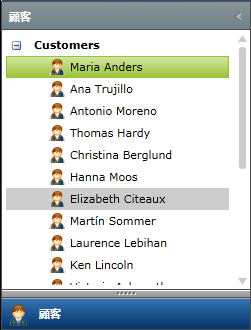 顧客
Customers
Maria Anders
Ana Trujillo
Antonio Moreno
Thomas Hardy
Christina Berglund
Hanna Moos
Elizabeth Citeaux
Martín Sommer
Laurence Lebihan
Ken Lincoln
顧客